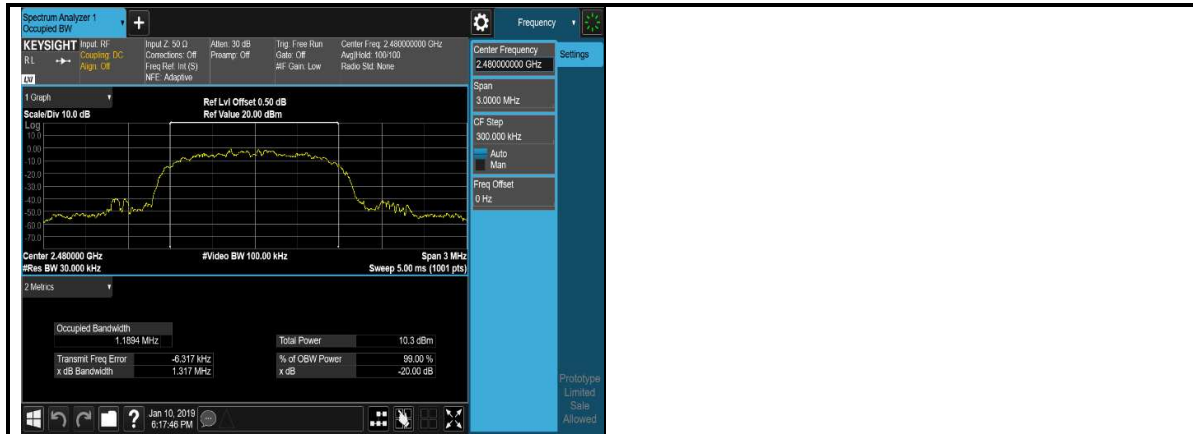 Spectrum Analyzer 1
Occupied BW
Frequency
KEYSIGHT
RL
LXI
Input: RF
Coupling: DC
Align: Off
Input Z: 50 Ω
Corrections: Off
Freq Ref: Int (S)
NFE: Adaptive
Atten: 30 dB
Preamp: Off
Trig: Free Run
Gate: Off
#IF Gain: Low
Center Freq: 2.480000000 GHz
Avg|Hold: 100/100
Radio Std: None
Center Frequency
2.480000000 GHz
Settings
Span
3.0000 MHz
CF Step
300.000 kHz
Auto
Man
Freq Offset
0 Hz
1 Graph
Scale/Div 10.0 dB
Ref Lvl Offset 0.50 dB
Ref Value 20.00 dBm
Log
10.0
0.00
-10.0
-20.0
-30.0
-40.0
-50.0
-60.0
-70.0
Center 2.480000 GHz
#Video BW 100.00 kHz
Span 3 MHz
#Res BW 30.000 kHz
Sweep 5.00 ms (1001 pts)
2 Metrics
Occupied Bandwidth
1.1894 MHz
Total Power 10.3 dBm
Transmit Freq Error -6.317 kHz
% of OBW Power 99.00 %
x dB Bandwidth 1.317 MHz
x dB -20.00 dB
Prototype
Limited
Sale
Allowed
?
Jan 10, 2019
6:17:46 PM